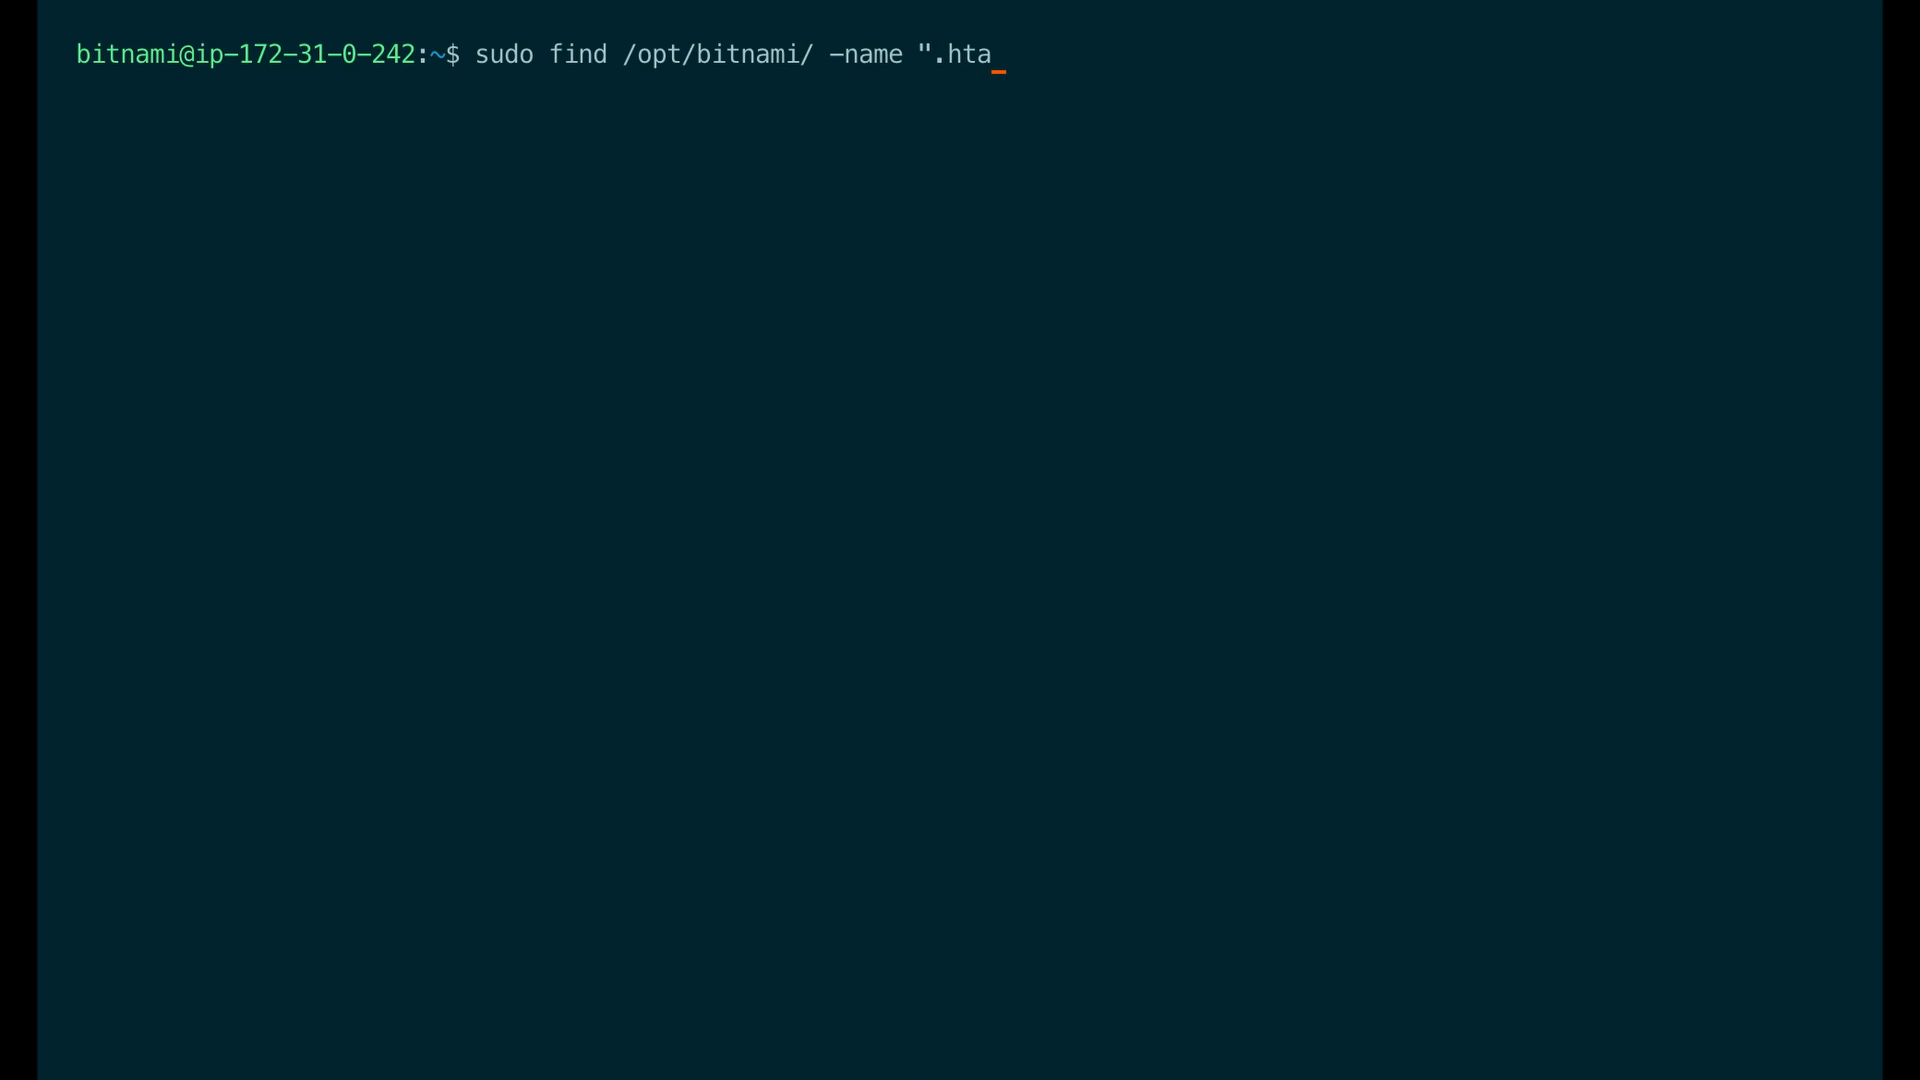 bitnami@ip-172-31-0-242:~$ sudo find /opt/bitnami/ -name ".hta